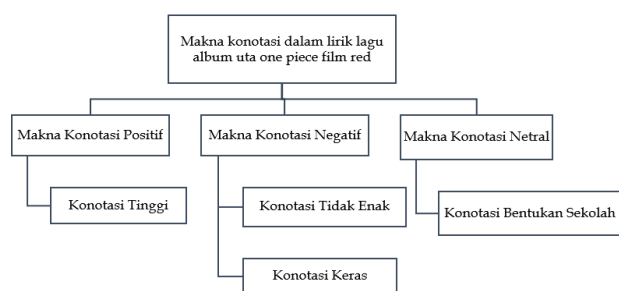 Makna konotasi dalam lirik lagu
album uta one piece film red
Makna Konotasi Positif
Makna Konotasi Negatif
Makna Konotasi Netral
Konotasi Tinggi
Konotasi Tidak Enak
Konotasi Bentukan Sekolah
Konotasi Keras